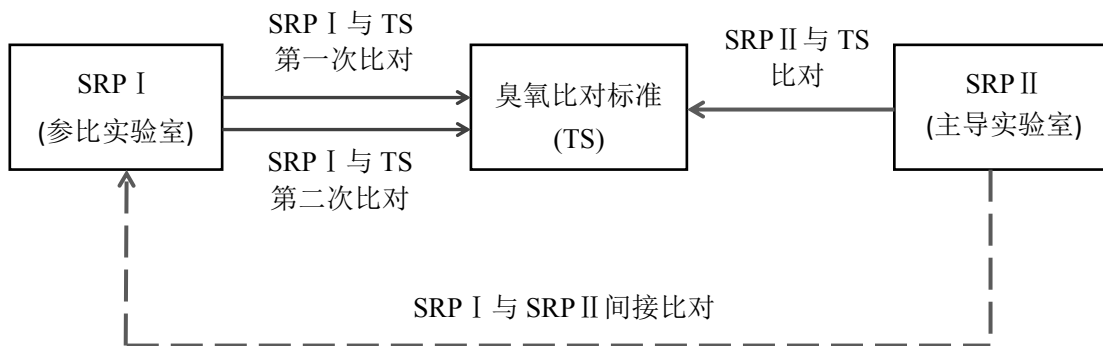 SRPⅠ与 TS
第一次比对
SRPⅠ
(参比实验室)
SRPⅠ与 TS
第二次比对
臭氧比对标准
(TS)
SRPⅡ与 TS
比对
SRPⅡ
(主导实验室)
SRPⅠ与 SRPⅡ间接比对